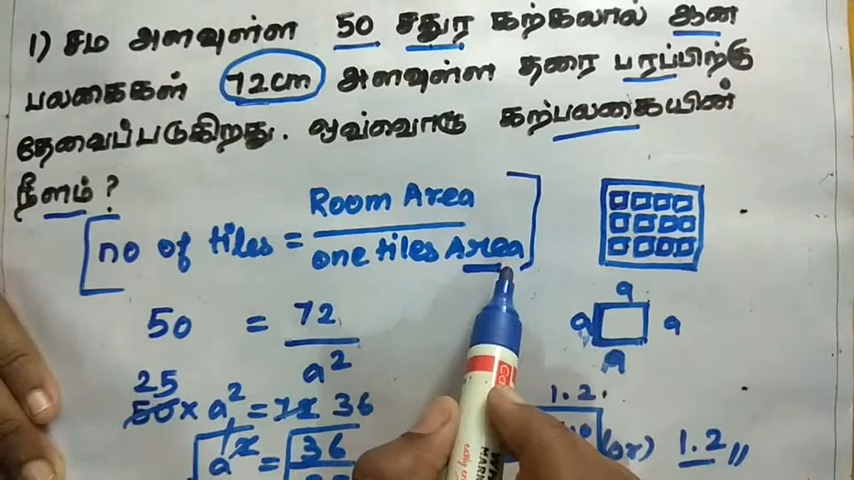 1) சம அளவுள்ள 50 சதுர கற்கலால் ஆன
பலகைகள் 72cm அளவுள்ள தரை பரப்பிற்கு
தேவைப்படுகிறது. ஒவ்வொரு கற்பலகையின்
நீளம்?
no of tiles = Room Area / one tiles Area
a
a a
a
50 = 72 / a²
25
50 × a² = 72 36
a² = 36
1.2
(or) 1.2 ,,